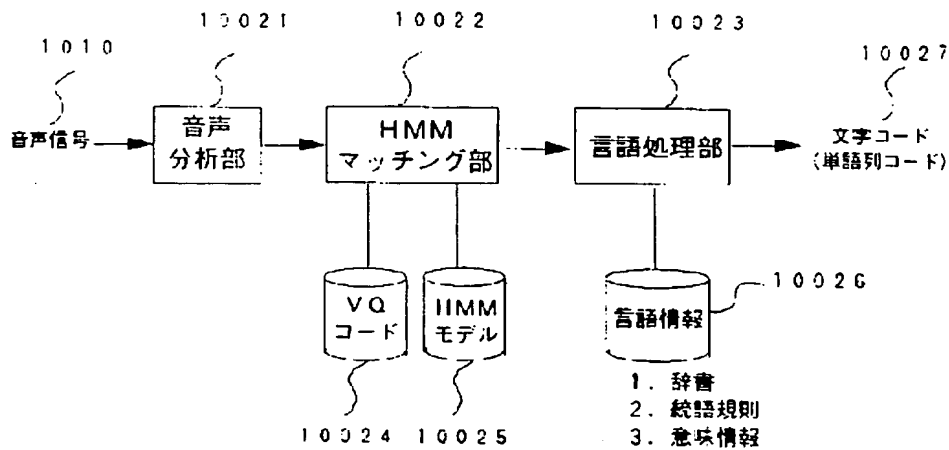 10021
10022
10023
1010
10027
音声信号
音声
分析部
HMM
マッチング部
言語処理部
文字コード
(単語列コード)
VQ
コード
HMM
モデル
言語情報
10026
1. 辞書
2. 統語規則
3. 意味情報
10024
10025